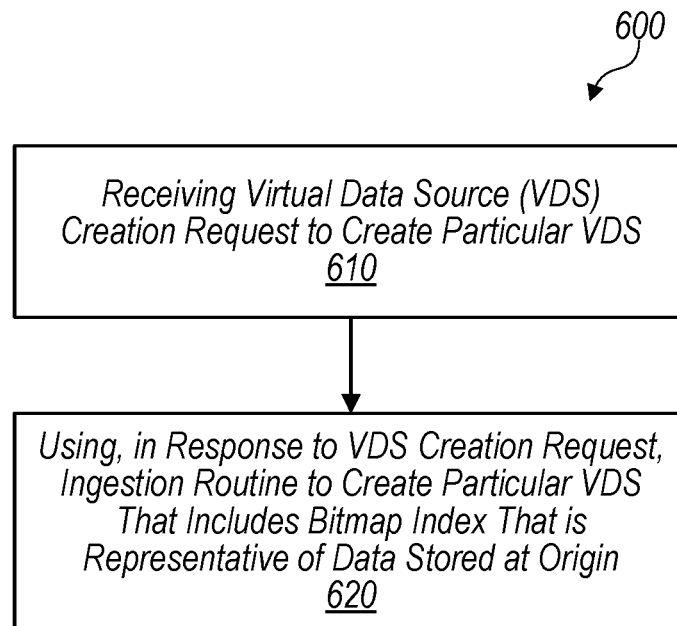 600
Receiving Virtual Data Source (VDS)
Creation Request to Create Particular VDS
610
Using, in Response to VDS Creation Request,
Ingestion Routine to Create Particular VDS
That Includes Bitmap Index That is
Representative of Data Stored at Origin
620